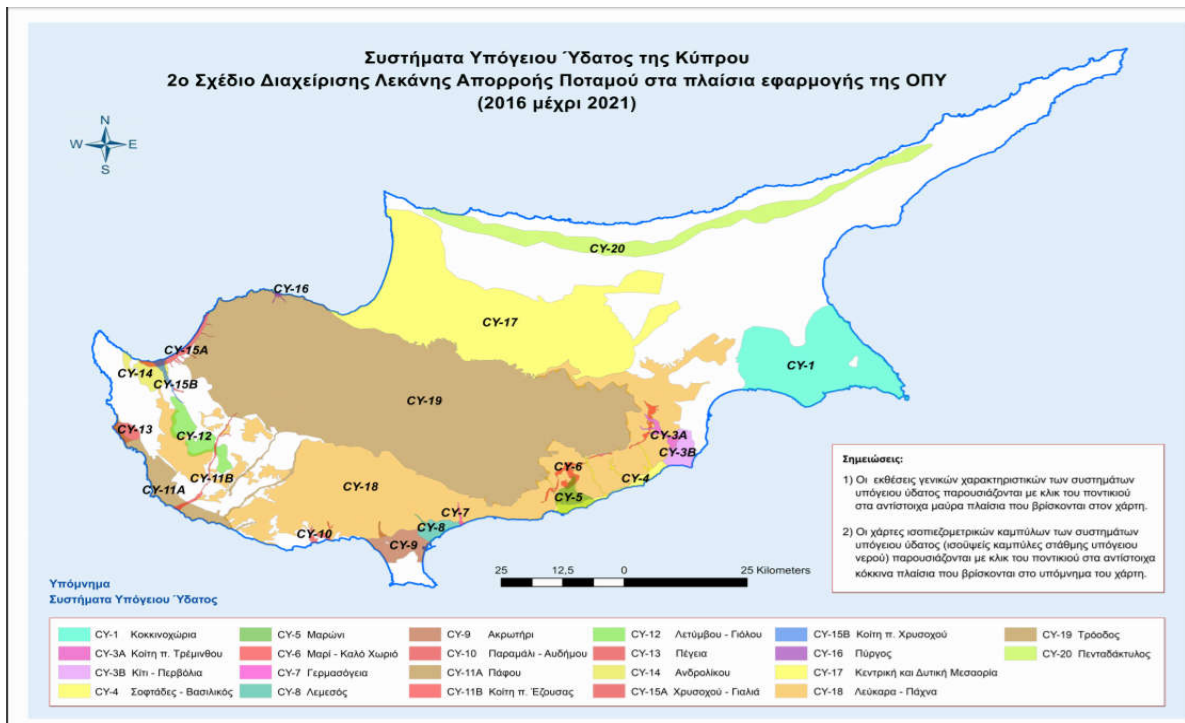 Συστήματα Υπόγειου Ύδατος της Κύπρου
2ο Σχέδιο Διαχείρισης Λεκάνης Απορροής Ποταμού στα πλαίσια εφαρμογής της ΟΠΥ
(2016 μέχρι 2021)
N
W E
S
CY-20
CY-16
CY-17
CY-15A
CY-1
CY-14
CY-15B
CY-19
CY-13
CY-12
CY-3A
CY-3B
CY-6
CY-11B
CY-4
CY-11A
CY-18
CY-5
CY-7
CY-8
CY-10
CY-9
Σημειώσεις:
1) Οι εκθέσεις γενικών χαρακτηριστικών των συστημάτων
υπόγειου ύδατος παρουσιάζονται με κλικ του ποντικιού
στα αντίστοιχα μαύρα πλαίσια που βρίσκονται στον χάρτη.
2) Οι χάρτες ισοπιεζομετρικών καμπύλων των συστημάτων
υπόγειου ύδατος (ισοϋψείς καμπύλες στάθμης υπόγειου
νερού) παρουσιάζονται με κλικ του ποντικιού στα αντίστοιχα
κόκκινα πλαίσια που βρίσκονται στο υπόμνημα του χάρτη.
25 12,5 0 25 Kilometers
Υπόμνημα
Συστήματα Υπόγειου Ύδατος
CY-1 Κοκκινοχώρια CY-5 Μαρώνι CY-9 Ακρωτήρι CY-12 Λετύμβου - Γιόλου CY-15B Κοίτη π. Χρυσοχού CY-19 Τρόοδος
CY-3A Κοίτη π. Τρέμινθου CY-6 Μαρί - Καλό Χωριό CY-10 Παραμάλι - Αυδήμου CY-13 Πέγεια CY-16 Πύργος CY-20 Πενταδάκτυλος
CY-3B Κίτι - Περβόλια CY-7 Γερμασόγεια CY-11A Πάφου CY-14 Ανδρολίκου CY-17 Κεντρική και Δυτική Μεσαορία
CY-4 Σοφτάδες - Βασιλικός CY-8 Λεμεσός CY-11B Κοίτη π. Έζουσας CY-15A Χρυσοχού - Γιαλιά CY-18 Λεύκαρα - Πάχνα